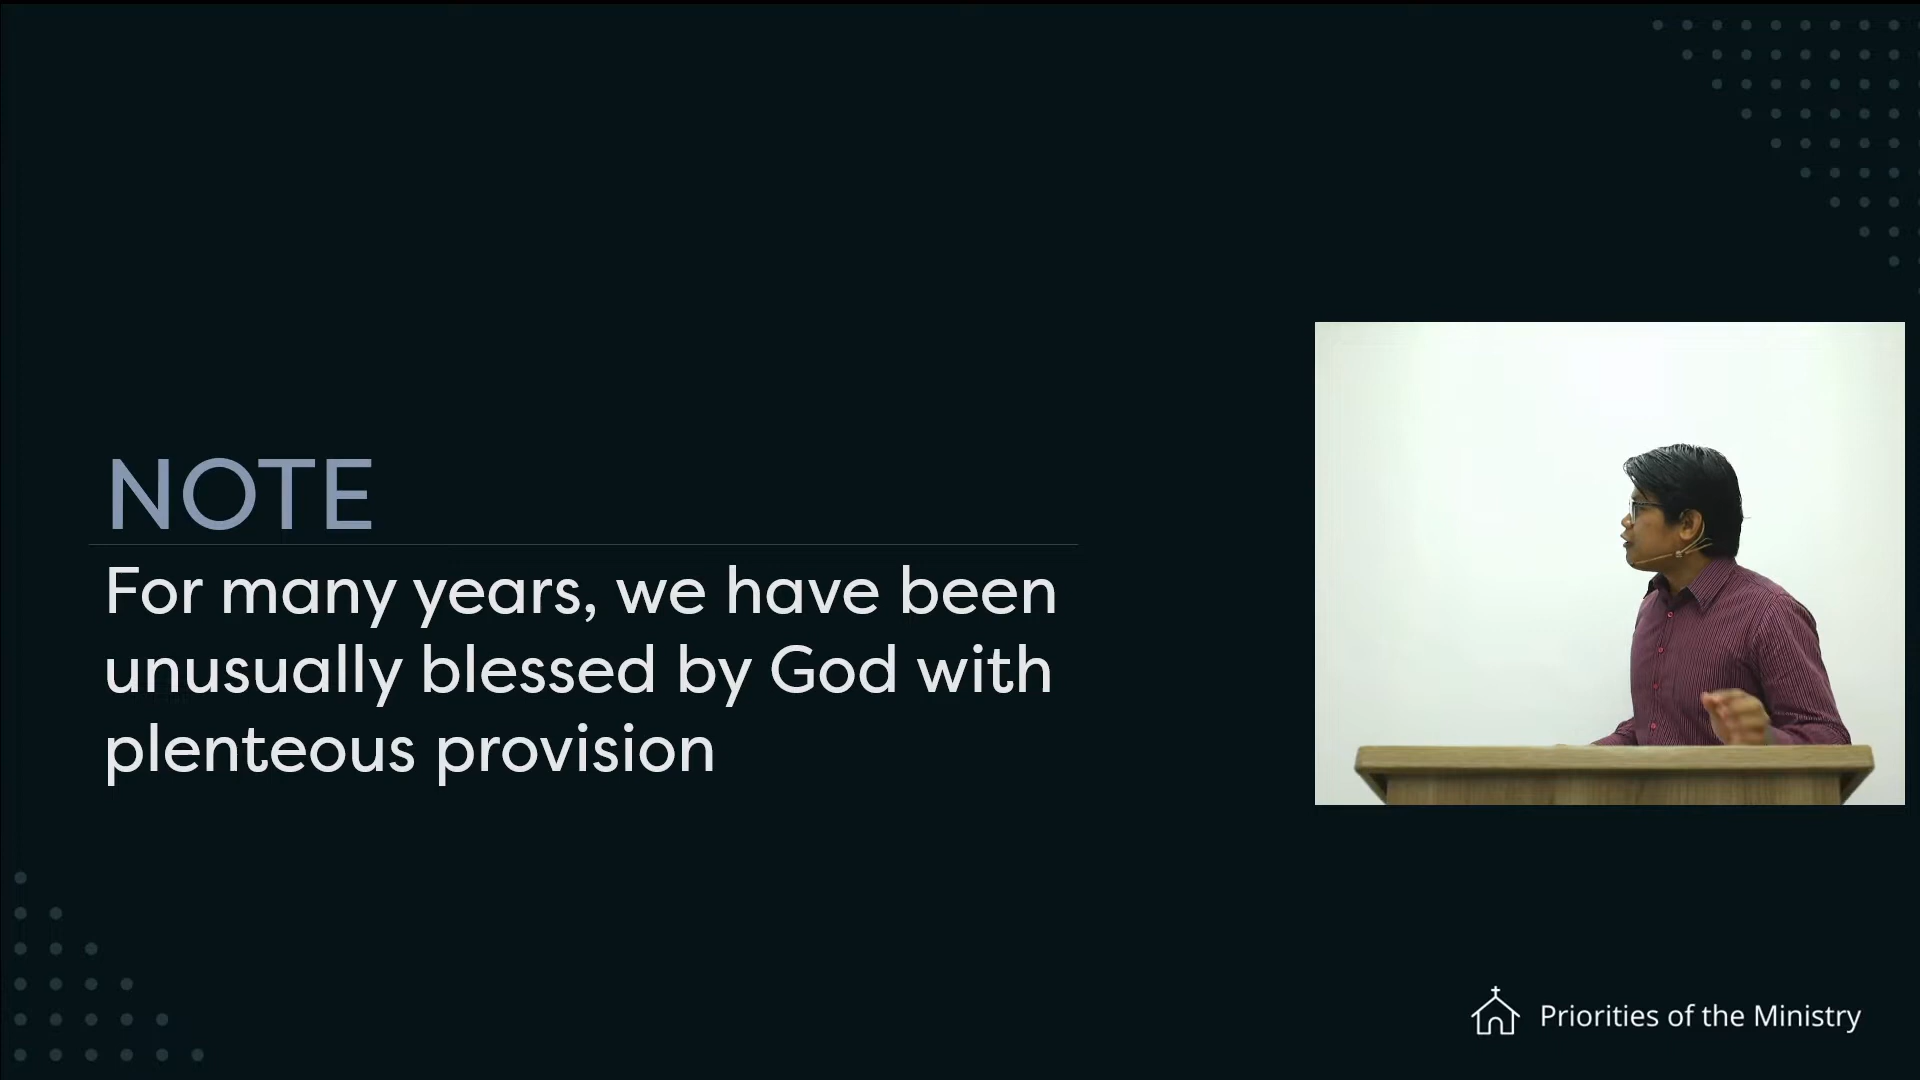 NOTE
For many years, we have been
unusually blessed by God with
plenteous provision
Priorities of the Ministry